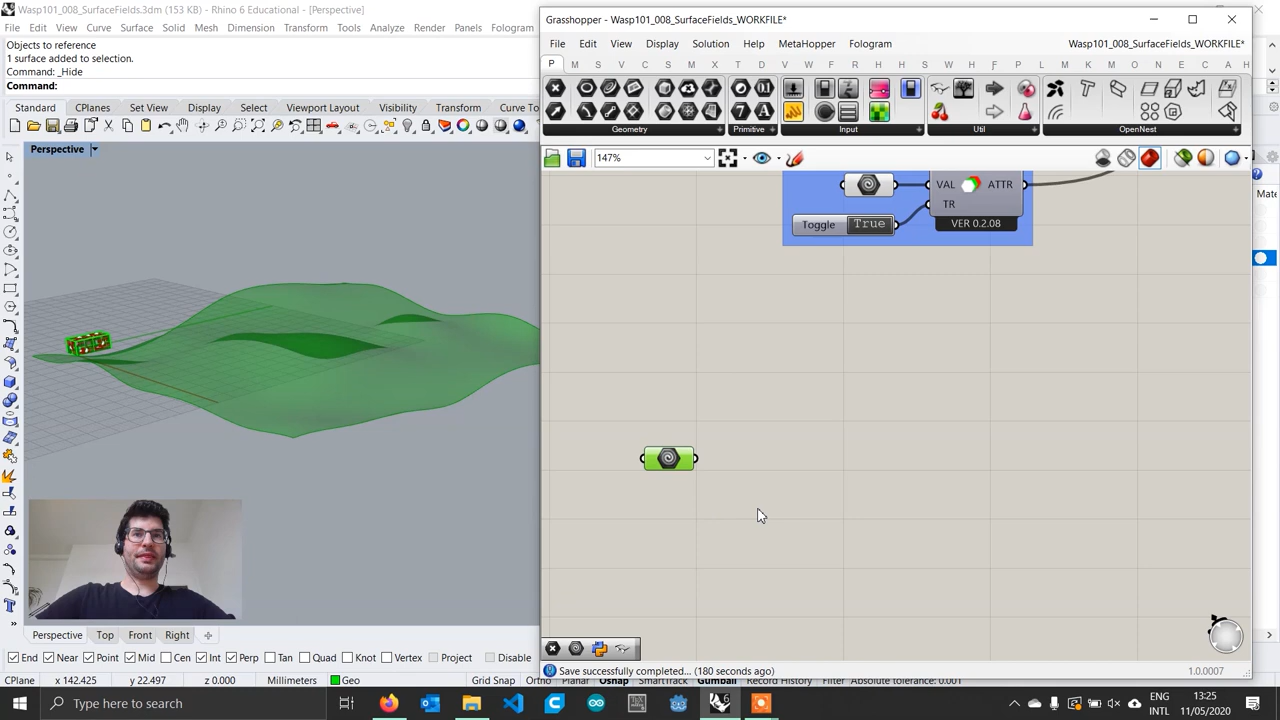 Wasp101_008_SurfaceFields.3dm (153 KB) - Rhino 6 Educational - [Perspective]
File Edit View Curve Surface Solid Mesh Dimension Transform Tools Analyze Render Panels Fologram
Objects to reference
1 surface added to selection.
Command: _Hide
Command:
Standard CPlanes Set View Display Select Viewport Layout Visibility Transform Curve To
Perspective
Perspective Top Front Right
End Near Point Mid Cen Int Perp Tan Quad Knot Vertex Project Disable
CPlane x 142.425 y 22.497 z 0.000 Millimeters Geo Grid Snap Ortho Planar Osnap SmartTrack Gumball Record History Filter Absolute tolerance: 0.001
Grasshopper - Wasp101_008_SurfaceFields_WORKFILE*
File Edit View Display Solution Help MetaHopper Fologram Wasp101_008_SurfaceFields_WORKFILE*
P M S V C S M X T D V L K H H S W H S F P M A L A B L D E C H
Geometry Primitive Input Util OpenNest
147%
VAL ATTR
TR
Toggle True
VER 0.2.08
Save successfully completed... (180 seconds ago) 1.0.0007
Mate
Type here to search
ENG
INTL
13:25
11/05/2020